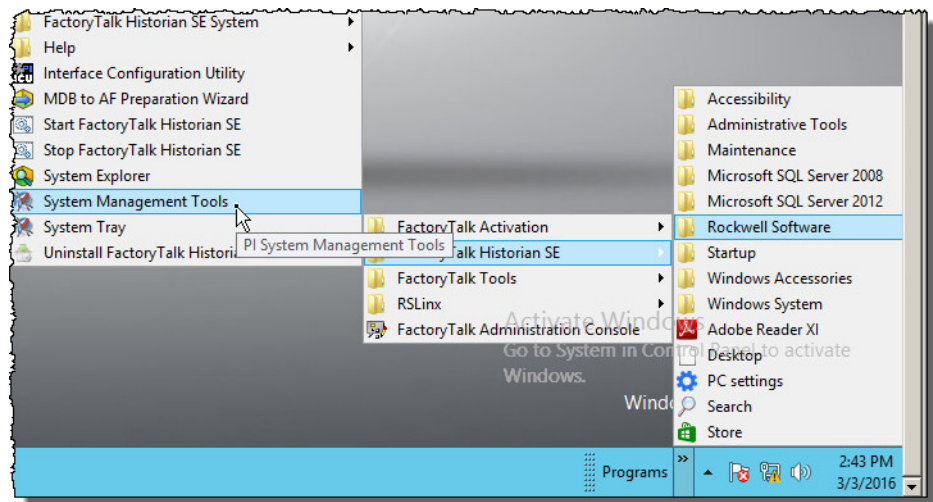 FactoryTalk Historian SE System
Help
Interface Configuration Utility
MDB to AF Preparation Wizard
Start FactoryTalk Historian SE
Stop FactoryTalk Historian SE
System Explorer
System Management Tools
System Tray
Uninstall FactoryTalk
PI System Management Tools
FactoryTalk Activation
Historian SE
FactoryTalk Tools
RSLinx
FactoryTalk Administration Console
Accessibility
Administrative Tools
Maintenance
Microsoft SQL Server 2008
Microsoft SQL Server 2012
Rockwell Software
Startup
Windows Accessories
Windows System
Adobe Reader XI
Desktop
PC settings
Search
Store
Activate Windows
Go to System in Control Panel to activate
Windows.
Programs
2:43 PM
3/3/2016